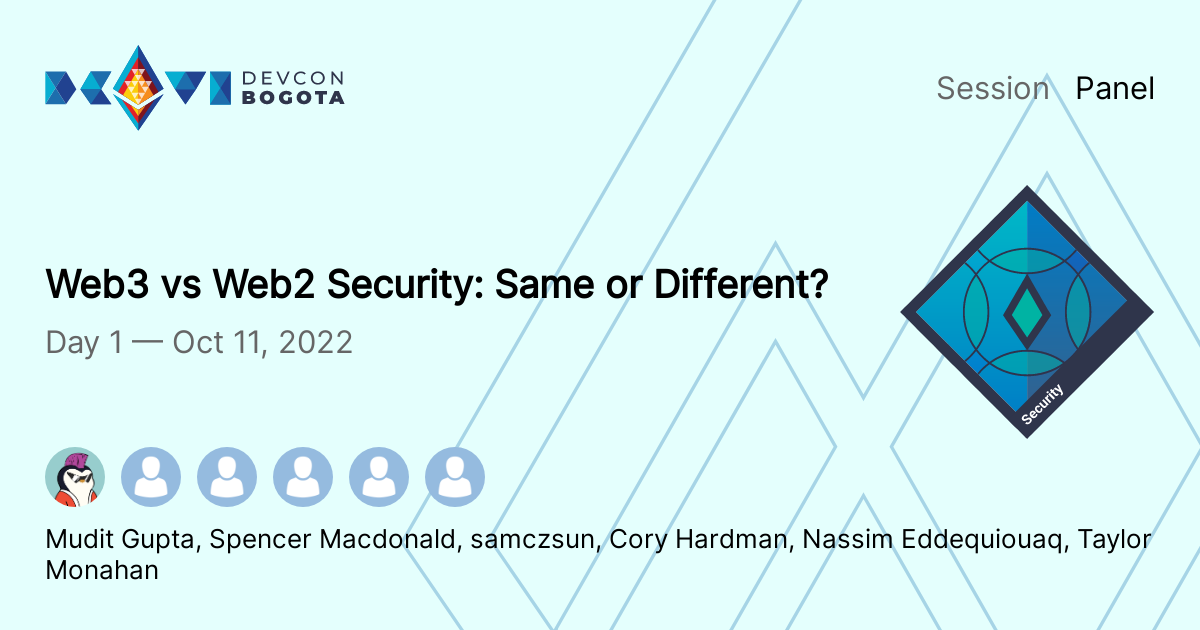 DEVCON
BOGOTA
Session Panel
Web3 vs Web2 Security: Same or Different?
Day 1 — Oct 11, 2022
Security
Mudit Gupta, Spencer Macdonald, samczsun, Cory Hardman, Nassim Eddequiouaq, Taylor
Monahan